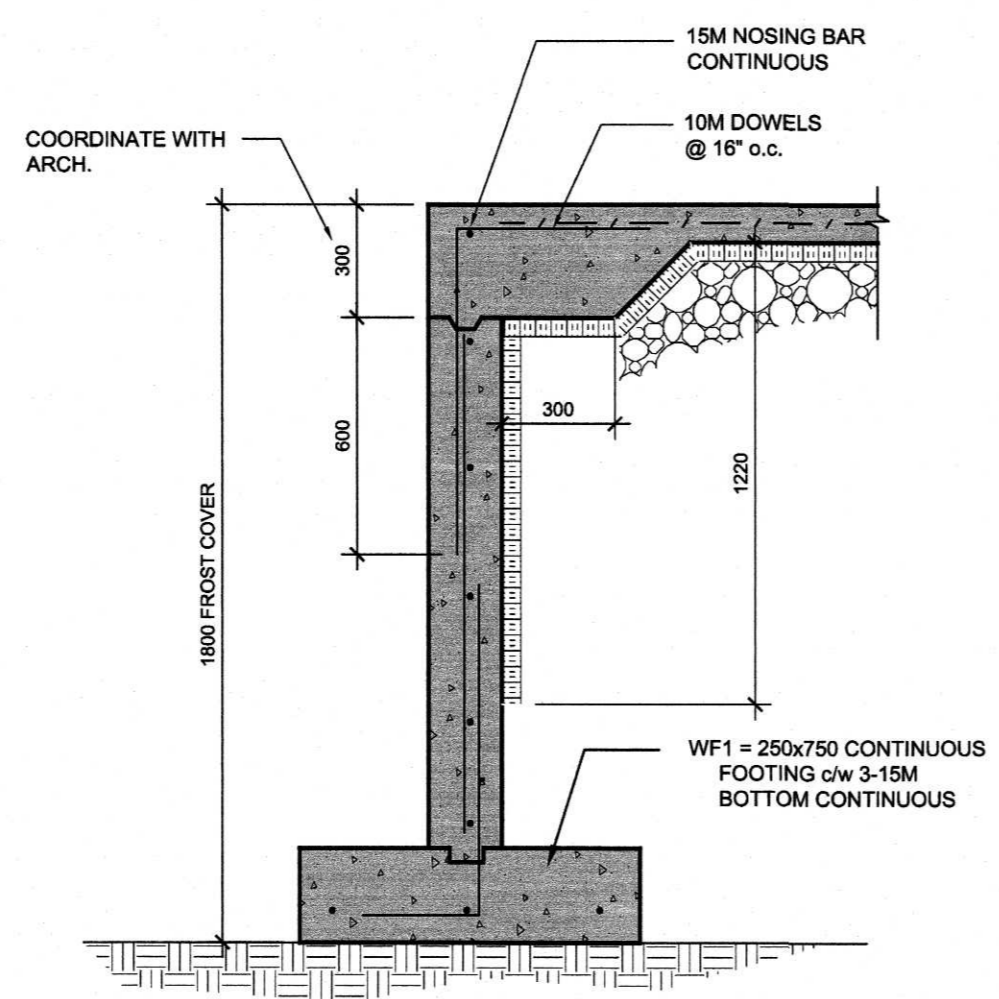 15M NOSING BAR
CONTINUOUS
10M DOWELS
@ 16" o.c.
COORDINATE WITH
ARCH.
300
600
300
1220
1800 FROST COVER
WF1 = 250x750 CONTINUOUS
FOOTING c/w 3-15M
BOTTOM CONTINUOUS